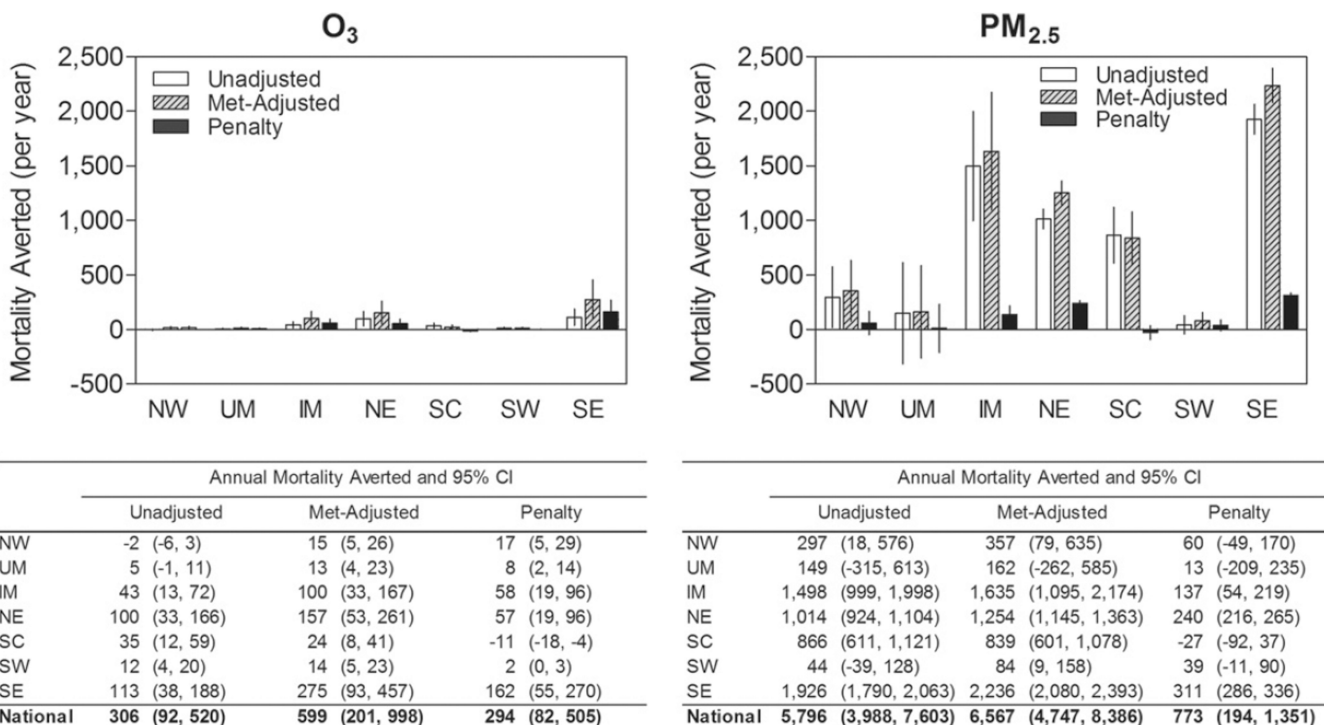 O3
2,500
2,000
1,500
1,000
500
0
-500
Mortality Averted (per year)
Unadjusted
Met-Adjusted
Penalty
NW UM IM NE SC SW SE
PM2.5
2,500
2,000
1,500
1,000
500
0
-500
Mortality Averted (per year)
Unadjusted
Met-Adjusted
Penalty
NW UM IM NE SC SW SE
Annual Mortality Averted and 95% CI
Unadjusted Met-Adjusted Penalty
NW -2 (-6, 3) 15 (5, 26) 17 (5, 29)
UM 5 (-1, 11) 13 (4, 23) 8 (2, 14)
IM 43 (13, 72) 100 (33, 167) 58 (19, 96)
NE 100 (33, 166) 157 (53, 261) 57 (19, 96)
SC 35 (12, 59) 24 (8, 41) -11 (-18, -4)
SW 12 (4, 20) 14 (5, 23) 2 (0, 3)
SE 113 (38, 188) 275 (93, 457) 162 (55, 270)
National 306 (92, 520) 599 (201, 998) 294 (82, 505)
Annual Mortality Averted and 95% CI
Unadjusted Met-Adjusted Penalty
NW 297 (18, 576) 357 (79, 635) 60 (-49, 170)
UM 149 (-315, 613) 162 (-262, 585) 13 (-209, 235)
IM 1,498 (999, 1,998) 1,635 (1,095, 2,174) 137 (54, 219)
NE 1,014 (924, 1,104) 1,254 (1,145, 1,363) 240 (216, 265)
SC 866 (611, 1,121) 839 (601, 1,078) -27 (-92, 37)
SW 44 (-39, 128) 84 (9, 158) 39 (-11, 90)
SE 1,926 (1,790, 2,063) 2,236 (2,080, 2,393) 311 (286, 336)
National 5,796 (3,988, 7,603) 6,567 (4,747, 8,386) 773 (194, 1,351)